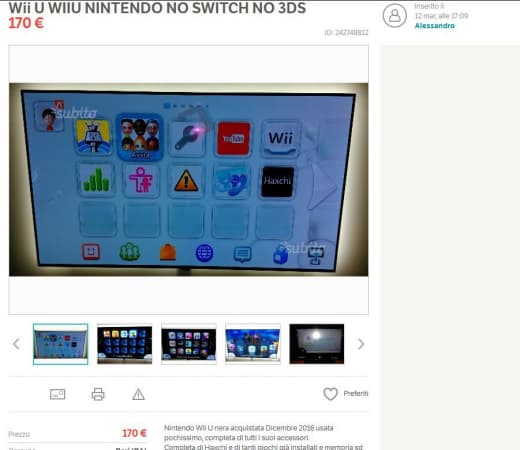 Wii U WIIU NINTENDO NO SWITCH NO 3DS
170 €
ID: 242748812
Inserito il
12 mar, alle 17:09
Alessandro
subito
YouTube
Wii
Haxchi
subito
Preferiti
Prezzo
170 €
Nintendo WII U nera acquistata Dicembre 2016 usata
pochissimo, completa di tutti i suoi accessori.
Completa di Haxchi e di tanti giochi già installati e memoria sd